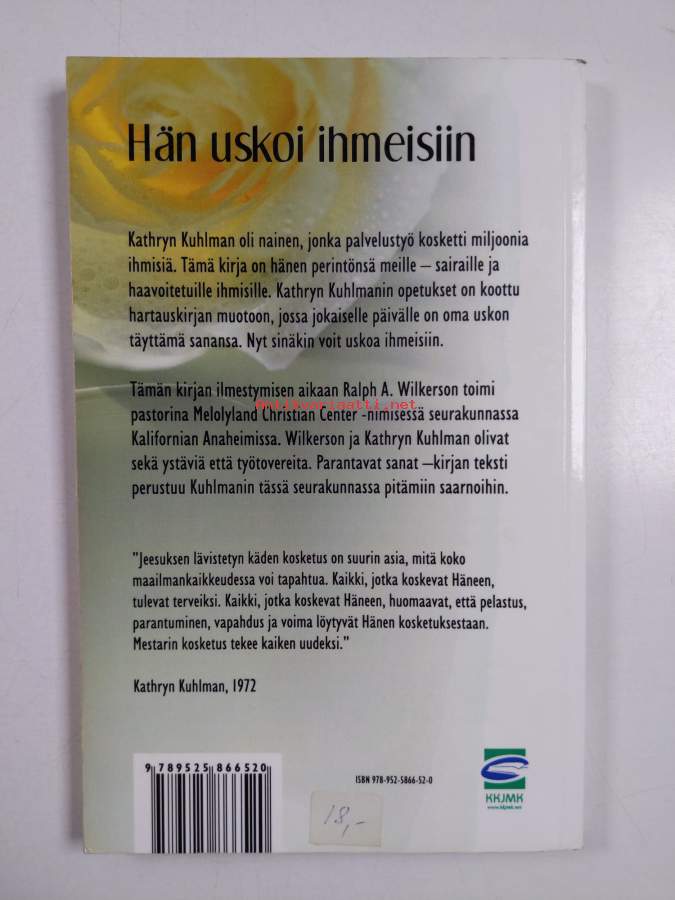 Hän uskoi ihmeisiin
Kathryn Kuhlman oli nainen, jonka palvelustyö kosketti miljoonia
ihmisiä. Tämä kirja on hänen perintönsä meille – sairaille ja
haavoitetuille ihmisille. Kathryn Kuhlmanin opetukset on koottu
hartauskirjan muotoon, jossa jokaiselle päivälle on oma uskon
täyttämä sanansa. Nyt sinäkin voit uskoa ihmeisiin.
Tämän kirjan ilmestymisen aikaan Ralph A. Wilkerson toimi
pastorina Melolyland Christian Center -nimisessä seurakunnassa
Antikvariaatti.net
Kalifornian Anaheimissa. Wilkerson ja Kathryn Kuhlman olivat
sekä ystäviä että työtovereita. Parantavat sanat –kirjan teksti
perustuu Kuhlmanin tässä seurakunnassa pitämiin saarnoihin.
"Jeesuksen lävistetyn käden kosketus on suurin asia, mitä koko
maailmankaikkeudessa voi tapahtua. Kaikki, jotka koskevat Häneen,
tulevat terveiksi. Kaikki, jotka koskevat Häneen, huomaavat, että pelastus,
parantuminen, vapahdus ja voima löytyvät Hänen kosketuksestaan.
Mestarin kosketus tekee kaiken uudeksi."
Kathryn Kuhlman, 1972
9 789525 866520
ISBN 978-952-5866-52-0
KKJMK
www.kkjmk.net
18,-